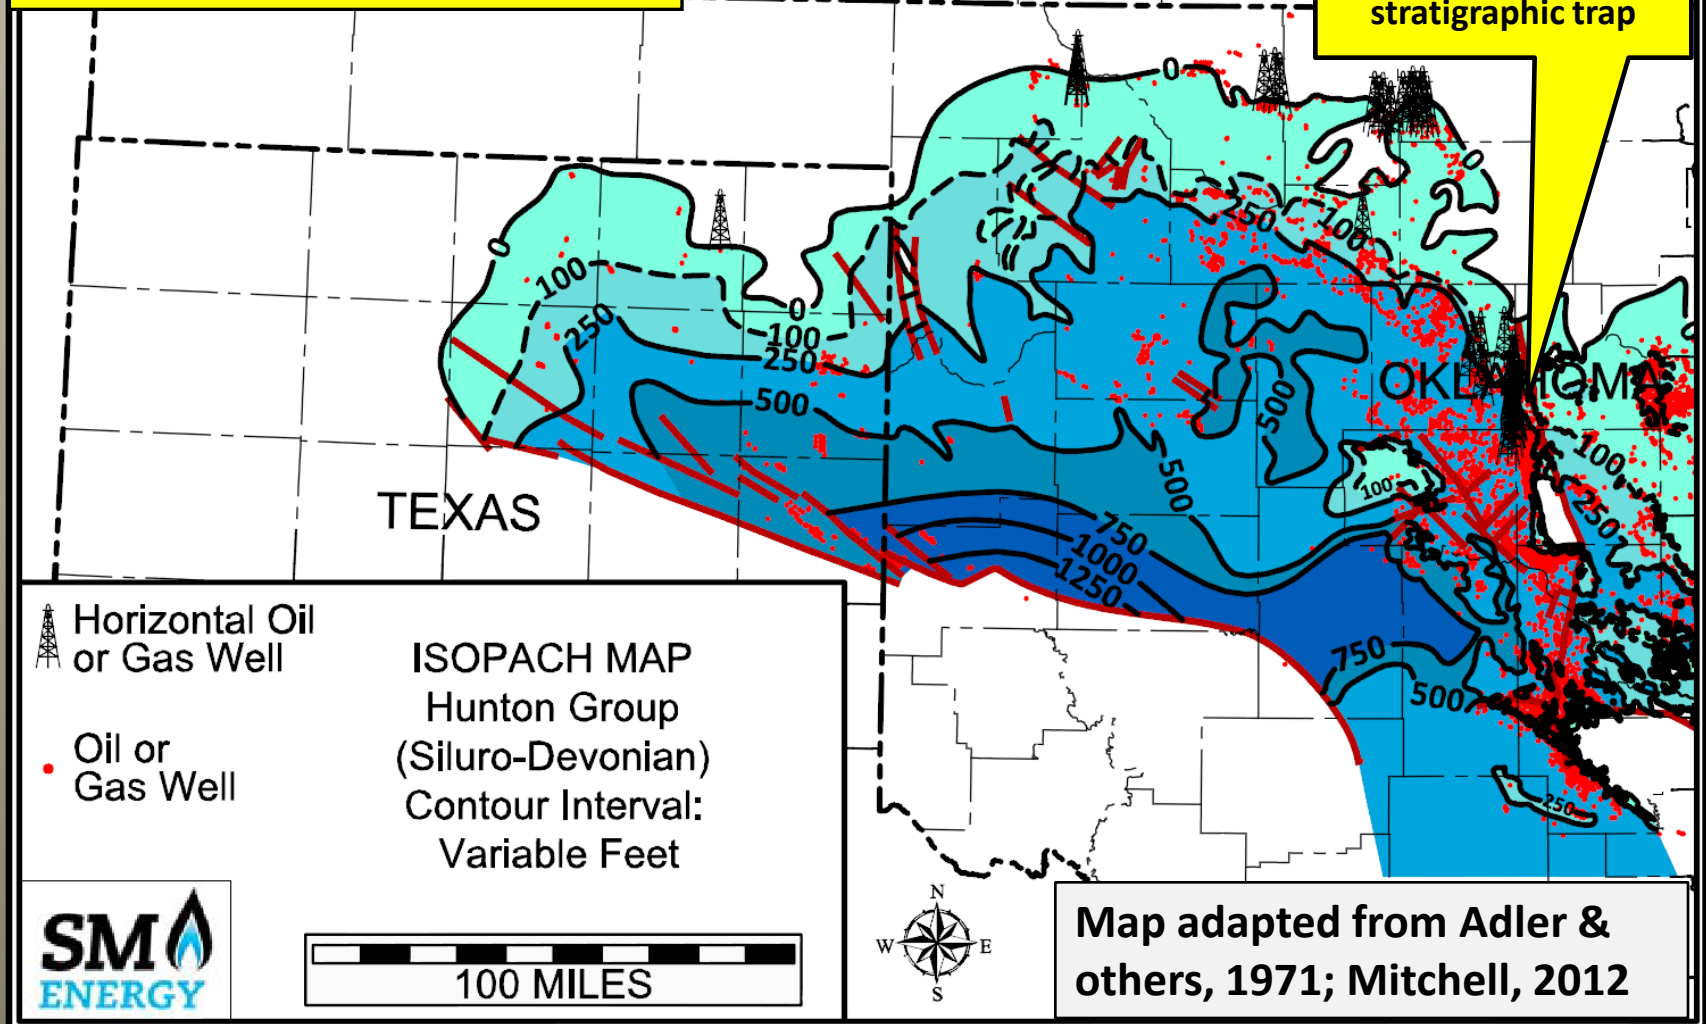 stratigraphic trap
0
0
0
250
100
0
100
250
0
100
250
500
OKLAHOMA
500
500
100
100
250
TEXAS
750
1000
1250
750
500
250
Horizontal Oil
or Gas Well
Oil or
Gas Well
ISOPACH MAP
Hunton Group
(Siluro-Devonian)
Contour Interval:
Variable Feet
SM
ENERGY
100 MILES
N
W E
S
Map adapted from Adler &
others, 1971; Mitchell, 2012